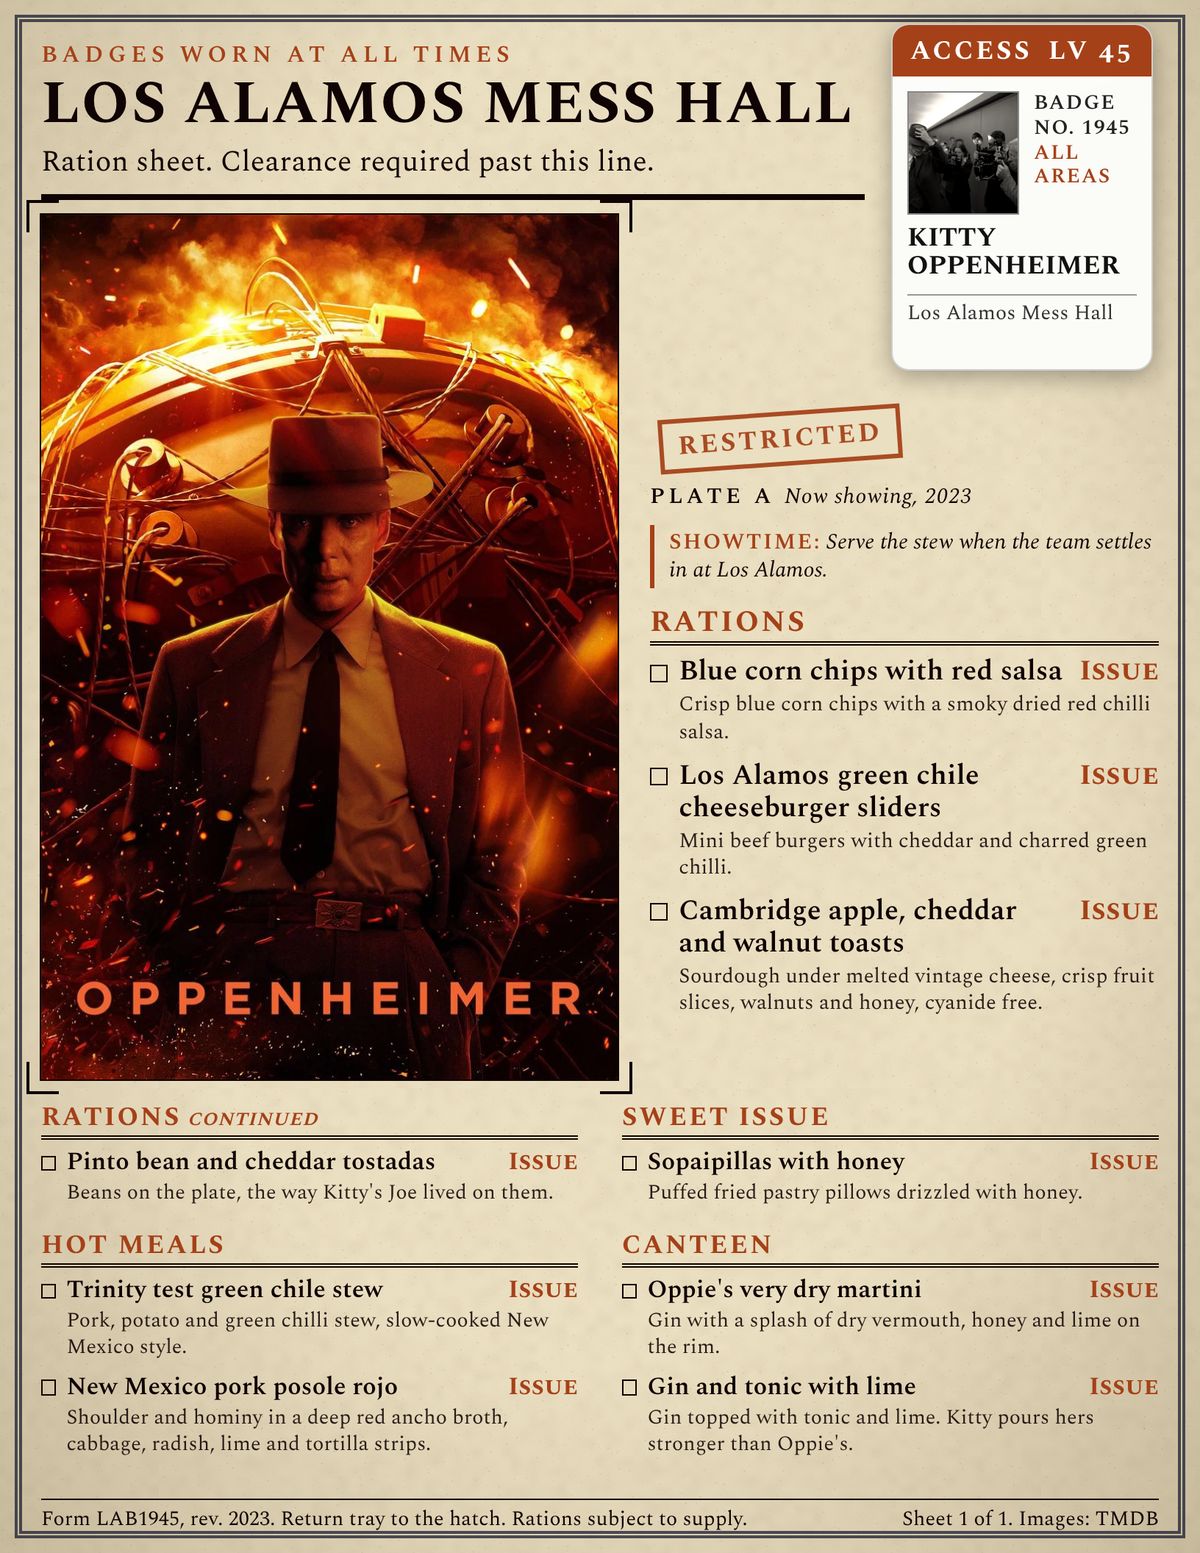 BADGES WORN AT ALL TIMES
LOS ALAMOS MESS HALL
Ration sheet. Clearance required past this line.
ACCESS LV 45
BADGE
NO. 1945
ALL
AREAS
KITTY
OPPENHEIMER
Los Alamos Mess Hall
OPPENHEIMER
RESTRICTED
PLATE A Now showing, 2023
SHOWTIME: Serve the stew when the team settles
in at Los Alamos.
RATIONS
Blue corn chips with red salsa ISSUE
Crisp blue corn chips with a smoky dried red chilli
salsa.
Los Alamos green chile ISSUE
cheeseburger sliders
Mini beef burgers with cheddar and charred green
chilli.
Cambridge apple, cheddar ISSUE
and walnut toasts
Sourdough under melted vintage cheese, crisp fruit
slices, walnuts and honey, cyanide free.
RATIONS CONTINUED
Pinto bean and cheddar tostadas ISSUE
Beans on the plate, the way Kitty's Joe lived on them.
HOT MEALS
Trinity test green chile stew ISSUE
Pork, potato and green chilli stew, slow-cooked New
Mexico style.
New Mexico pork posole rojo ISSUE
Shoulder and hominy in a deep red ancho broth,
cabbage, radish, lime and tortilla strips.
SWEET ISSUE
Sopaipillas with honey ISSUE
Puffed fried pastry pillows drizzled with honey.
CANTEEN
Oppie's very dry martini ISSUE
Gin with a splash of dry vermouth, honey and lime on
the rim.
Gin and tonic with lime ISSUE
Gin topped with tonic and lime. Kitty pours hers
stronger than Oppie's.
Form LAB1945, rev. 2023. Return tray to the hatch. Rations subject to supply.
Sheet 1 of 1. Images: TMDB